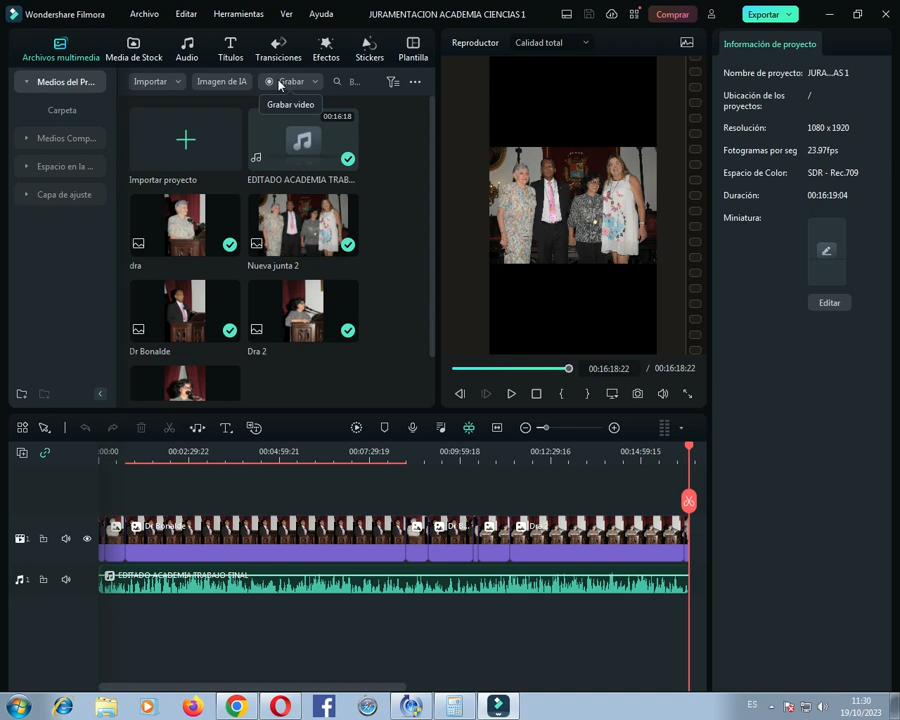 Wondershare Filmora Archivo Editar Herramientas Ver Ayuda JURAMENTACION ACADEMIA CIENCIAS 1 Comprar Exportar
Archivos multimedia Media de Stock Audio Títulos Transiciones Efectos Stickers Plantilla
Reproductor Calidad total
Información de proyecto
Medios del Pr...
Carpeta
Medios Comp...
Espacio en la ...
Capa de ajuste
Importar Imagen de IA Grabar B...
Grabar video
00:16:18
Importar proyecto EDITADO ACADEMIA TRAB...
dra Nueva junta 2
Dr Bonalde Dra 2
00:16:18:22 / 00:16:18:22
Nombre de proyecto: JURA...AS 1
Ubicación de los proyectos: /
Resolución: 1080 x 1920
Fotogramas por seg 23.97fps
Espacio de Color: SDR - Rec.709
Duración: 00:16:19:04
Miniatura:
Editar
:00:00 00:02:29:22 00:04:59:21 00:07:29:19 00:09:59:18 00:12:29:16 00:14:59:15
1 Dr Bonalde Dr B...
1 EDITADO ACADEMIA TRABAJO FINAL
ES 11:30
19/10/2023